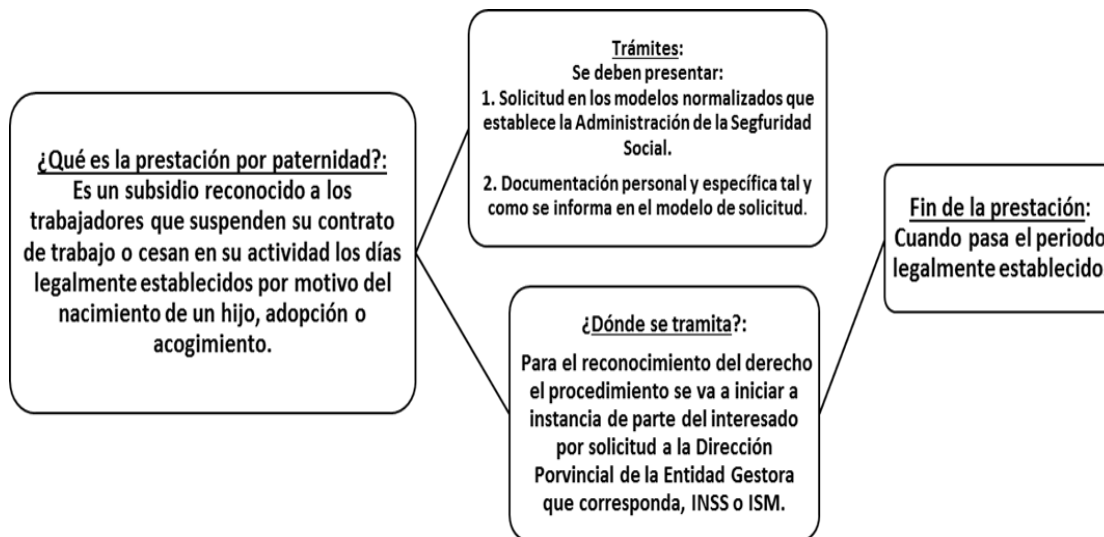 ¿Qué es la prestación por paternidad?:
Es un subsidio reconocido a los
trabajadores que suspenden su contrato
de trabajo o cesan en su actividad los días
legalmente establecidos por motivo del
nacimiento de un hijo, adopción o
acogimiento.
Trámites:
Se deben presentar:
1. Solicitud en los modelos normalizados que
establece la Administración de la Segfuridad
Social.
2. Documentación personal y específica tal y
como se informa en el modelo de solicitud.
¿Dónde se tramita?:
Para el reconocimiento del derecho
el procedimiento se va a iniciar a
instancia de parte del interesado
por solicitud a la Dirección
Porvincial de la Entidad Gestora
que corresponda, INSS o ISM.
Fin de la prestación:
Cuando pasa el periodo
legalmente establecido